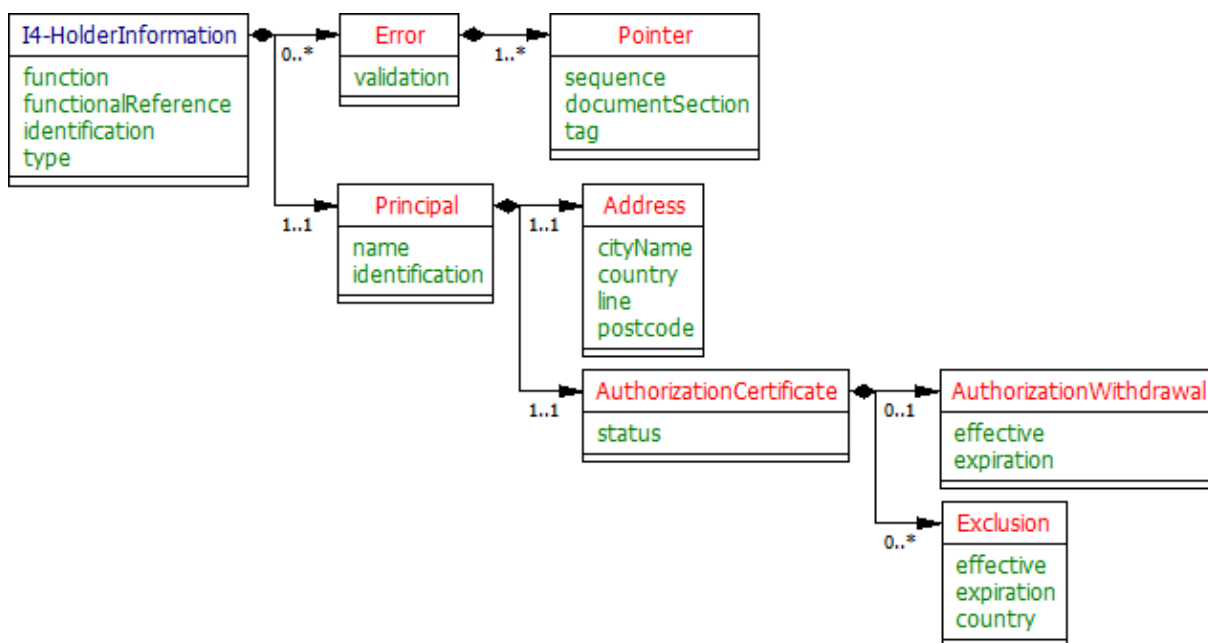 I4-HolderInformation
function
functionalReference
identification
type
0..*
Error
validation
1..*
Pointer
sequence
documentSection
tag
1..1
Principal
name
identification
1..1
Address
cityName
country
line
postcode
1..1
AuthorizationCertificate
status
0..1
AuthorizationWithdrawal
effective
expiration
0..*
Exclusion
effective
expiration
country